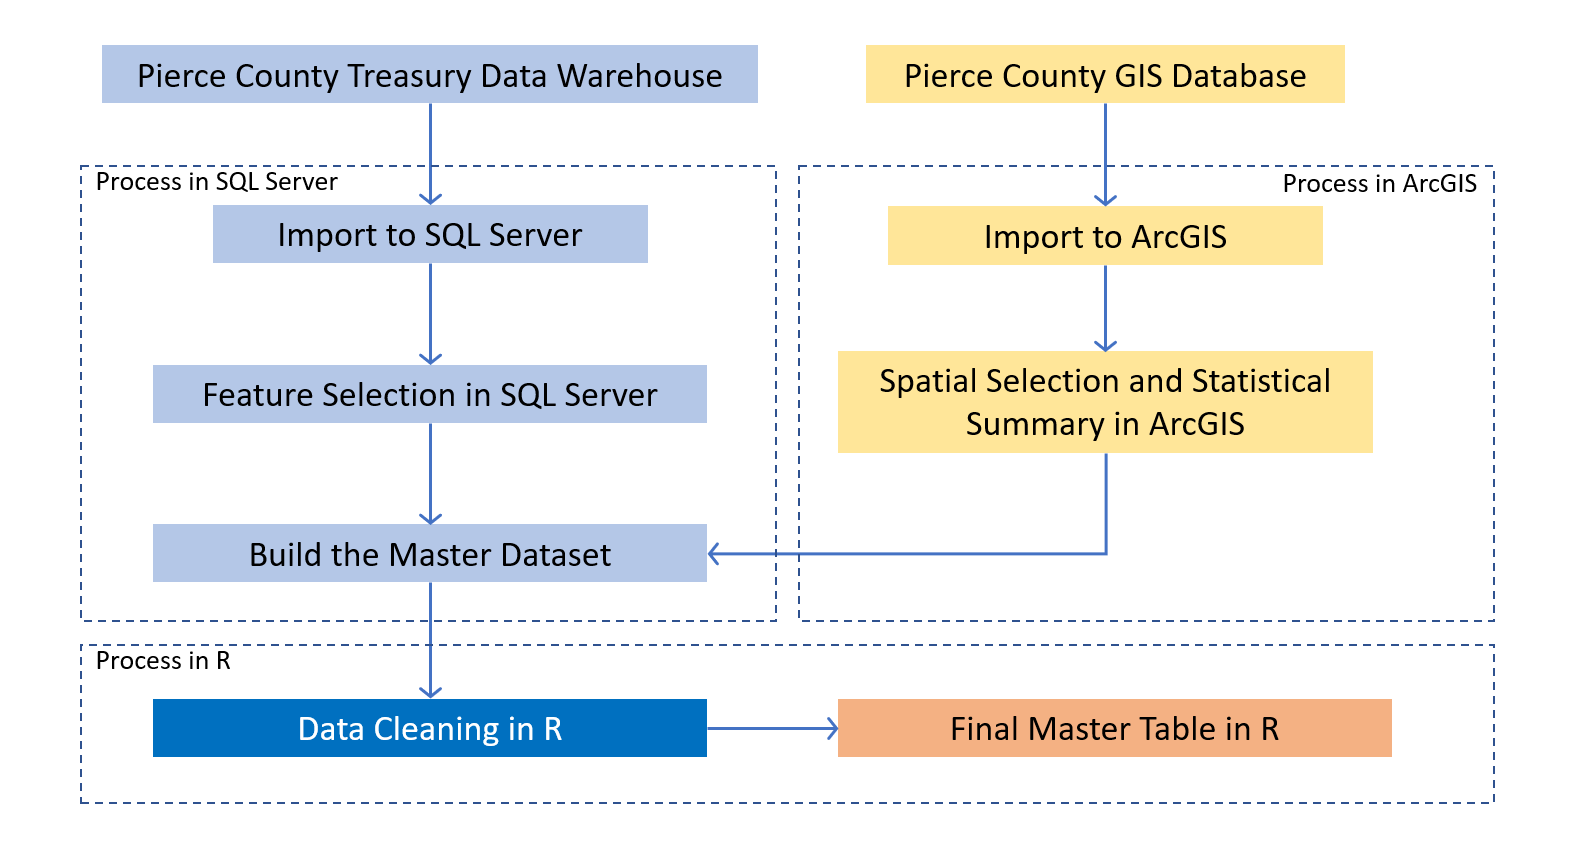 Pierce County Treasury Data Warehouse
Pierce County GIS Database
Process in SQL Server
Process in ArcGIS
Import to SQL Server
Import to ArcGIS
Feature Selection in SQL Server
Spatial Selection and Statistical
Summary in ArcGIS
Build the Master Dataset
Process in R
Data Cleaning in R
Final Master Table in R